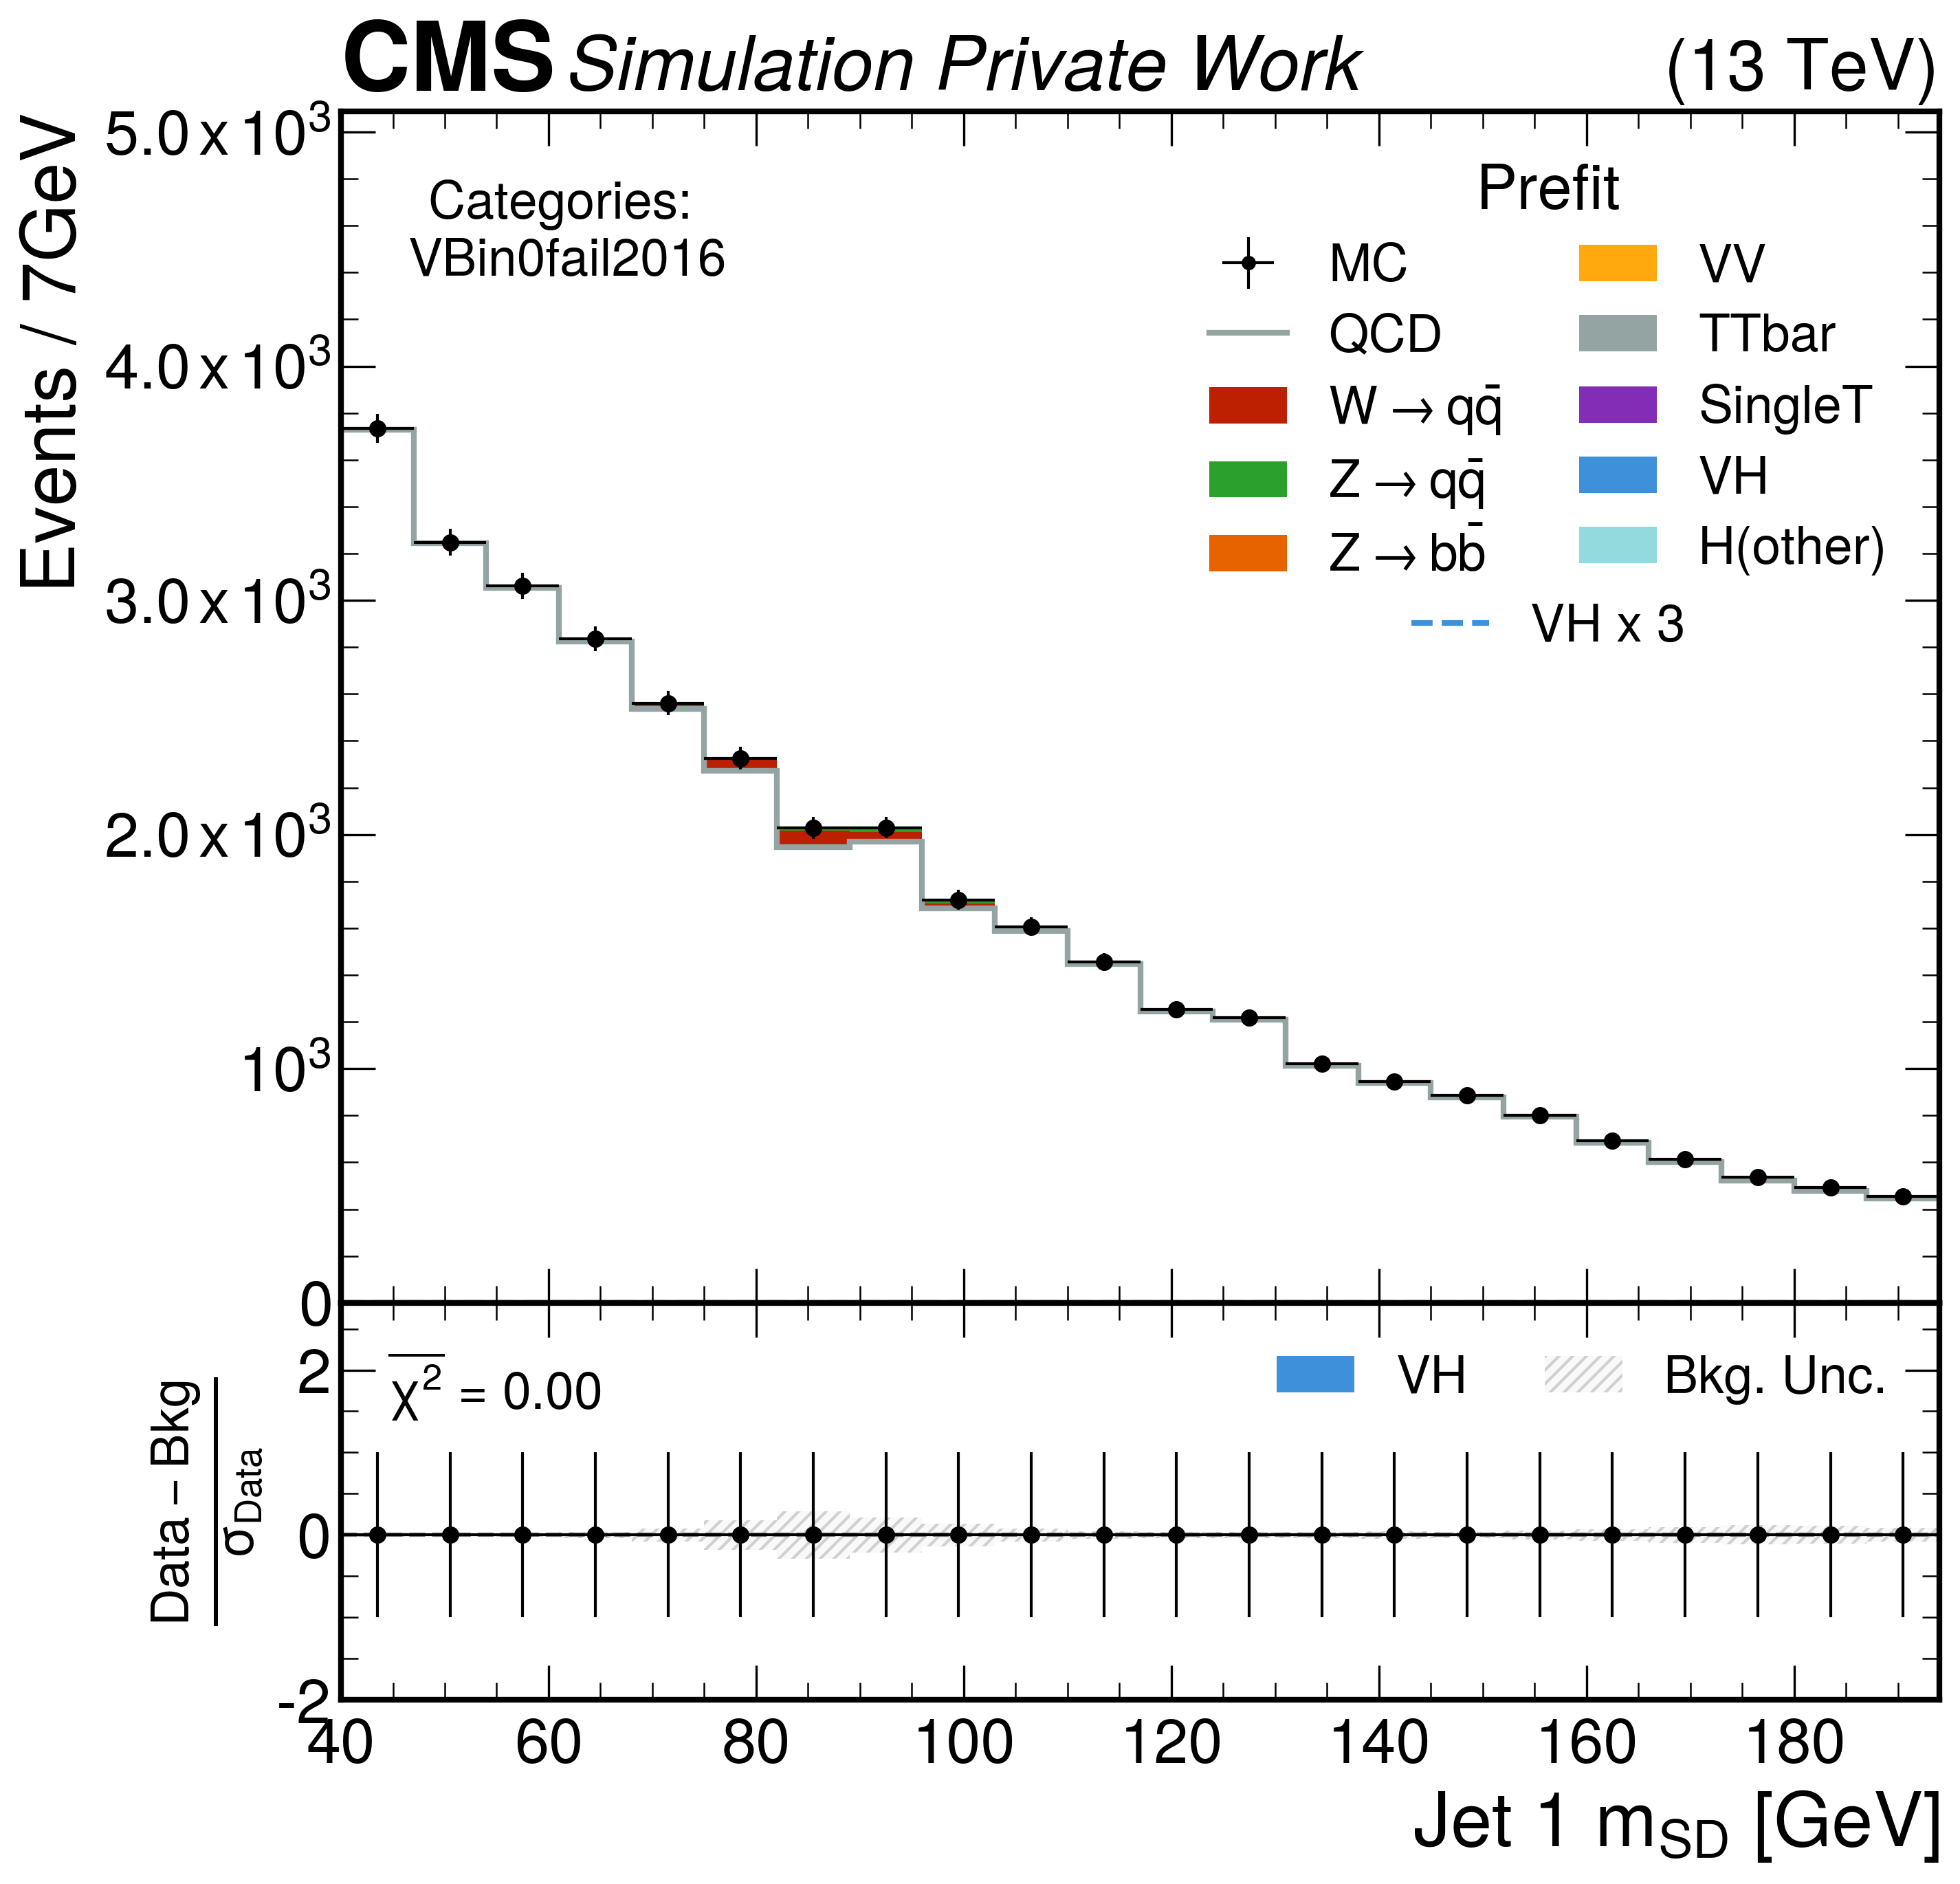 CMS Simulation Private Work (13 TeV)
Events / 7GeV
5.0 x 10³
4.0 x 10³
3.0 x 10³
2.0 x 10³
10³
0
Categories:
VBin0fail2016
Prefit
MC
QCD
W → qq̄
Z → qq̄
Z → bb̄
VV
TTbar
SingleT
VH
H(other)
VH x 3
Data − Bkg
σ_Data
2
0
-2
χ² = 0.00
VH
Bkg. Unc.
40 60 80 100 120 140 160 180
Jet 1 m_SD [GeV]